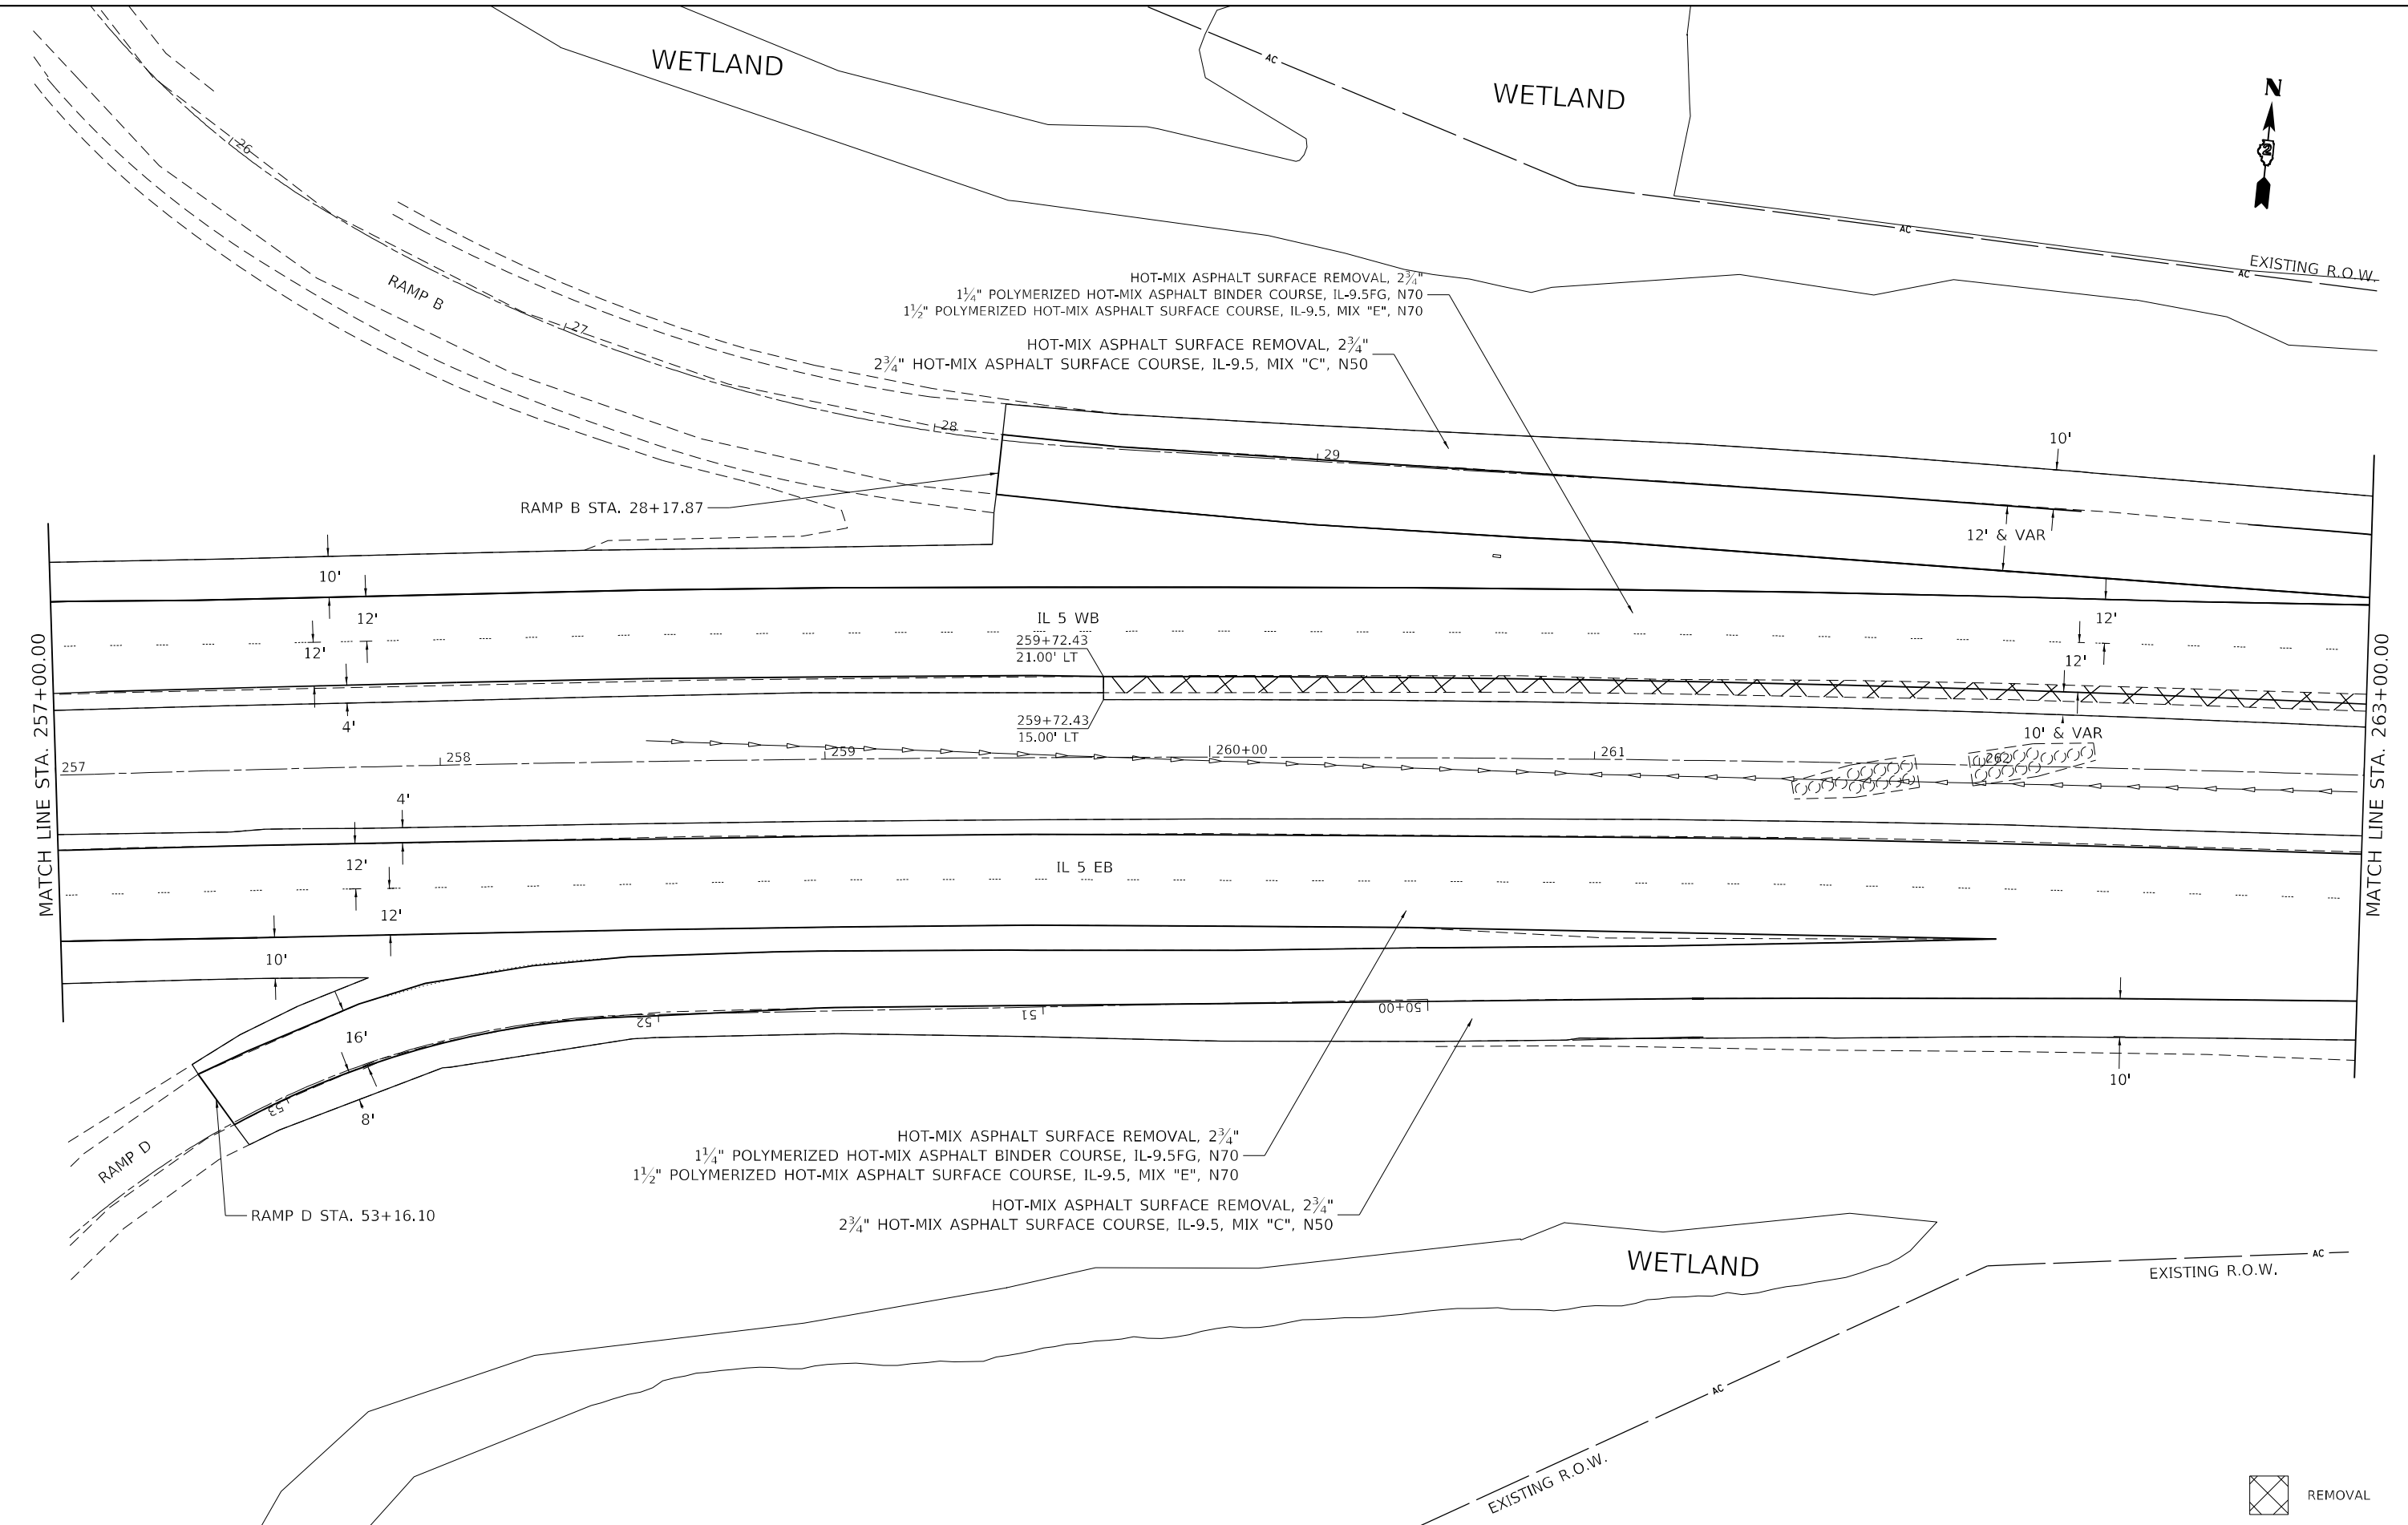 WETLAND
WETLAND
N
AC
AC
AC
EXISTING R.O.W.
26
RAMP B
27
28
29
HOT-MIX ASPHALT SURFACE REMOVAL, 2¾"
1¼" POLYMERIZED HOT-MIX ASPHALT BINDER COURSE, IL-9.5FG, N70
1½" POLYMERIZED HOT-MIX ASPHALT SURFACE COURSE, IL-9.5, MIX "E", N70
HOT-MIX ASPHALT SURFACE REMOVAL, 2¾"
2¾" HOT-MIX ASPHALT SURFACE COURSE, IL-9.5, MIX "C", N50
10'
RAMP B STA. 28+17.87
12' & VAR
10'
12'
12'
4'
IL 5 WB
259+72.43
21.00' LT
259+72.43
15.00' LT
12'
12'
10' & VAR
MATCH LINE STA. 257+00.00
MATCH LINE STA. 263+00.00
257
258
259
260+00
261
262
4'
12'
12'
10'
IL 5 EB
16'
8'
53
52
51
50+00
10'
RAMP D
RAMP D STA. 53+16.10
HOT-MIX ASPHALT SURFACE REMOVAL, 2¾"
1¼" POLYMERIZED HOT-MIX ASPHALT BINDER COURSE, IL-9.5FG, N70
1½" POLYMERIZED HOT-MIX ASPHALT SURFACE COURSE, IL-9.5, MIX "E", N70
HOT-MIX ASPHALT SURFACE REMOVAL, 2¾"
2¾" HOT-MIX ASPHALT SURFACE COURSE, IL-9.5, MIX "C", N50
WETLAND
AC
EXISTING R.O.W.
AC
EXISTING R.O.W.
REMOVAL